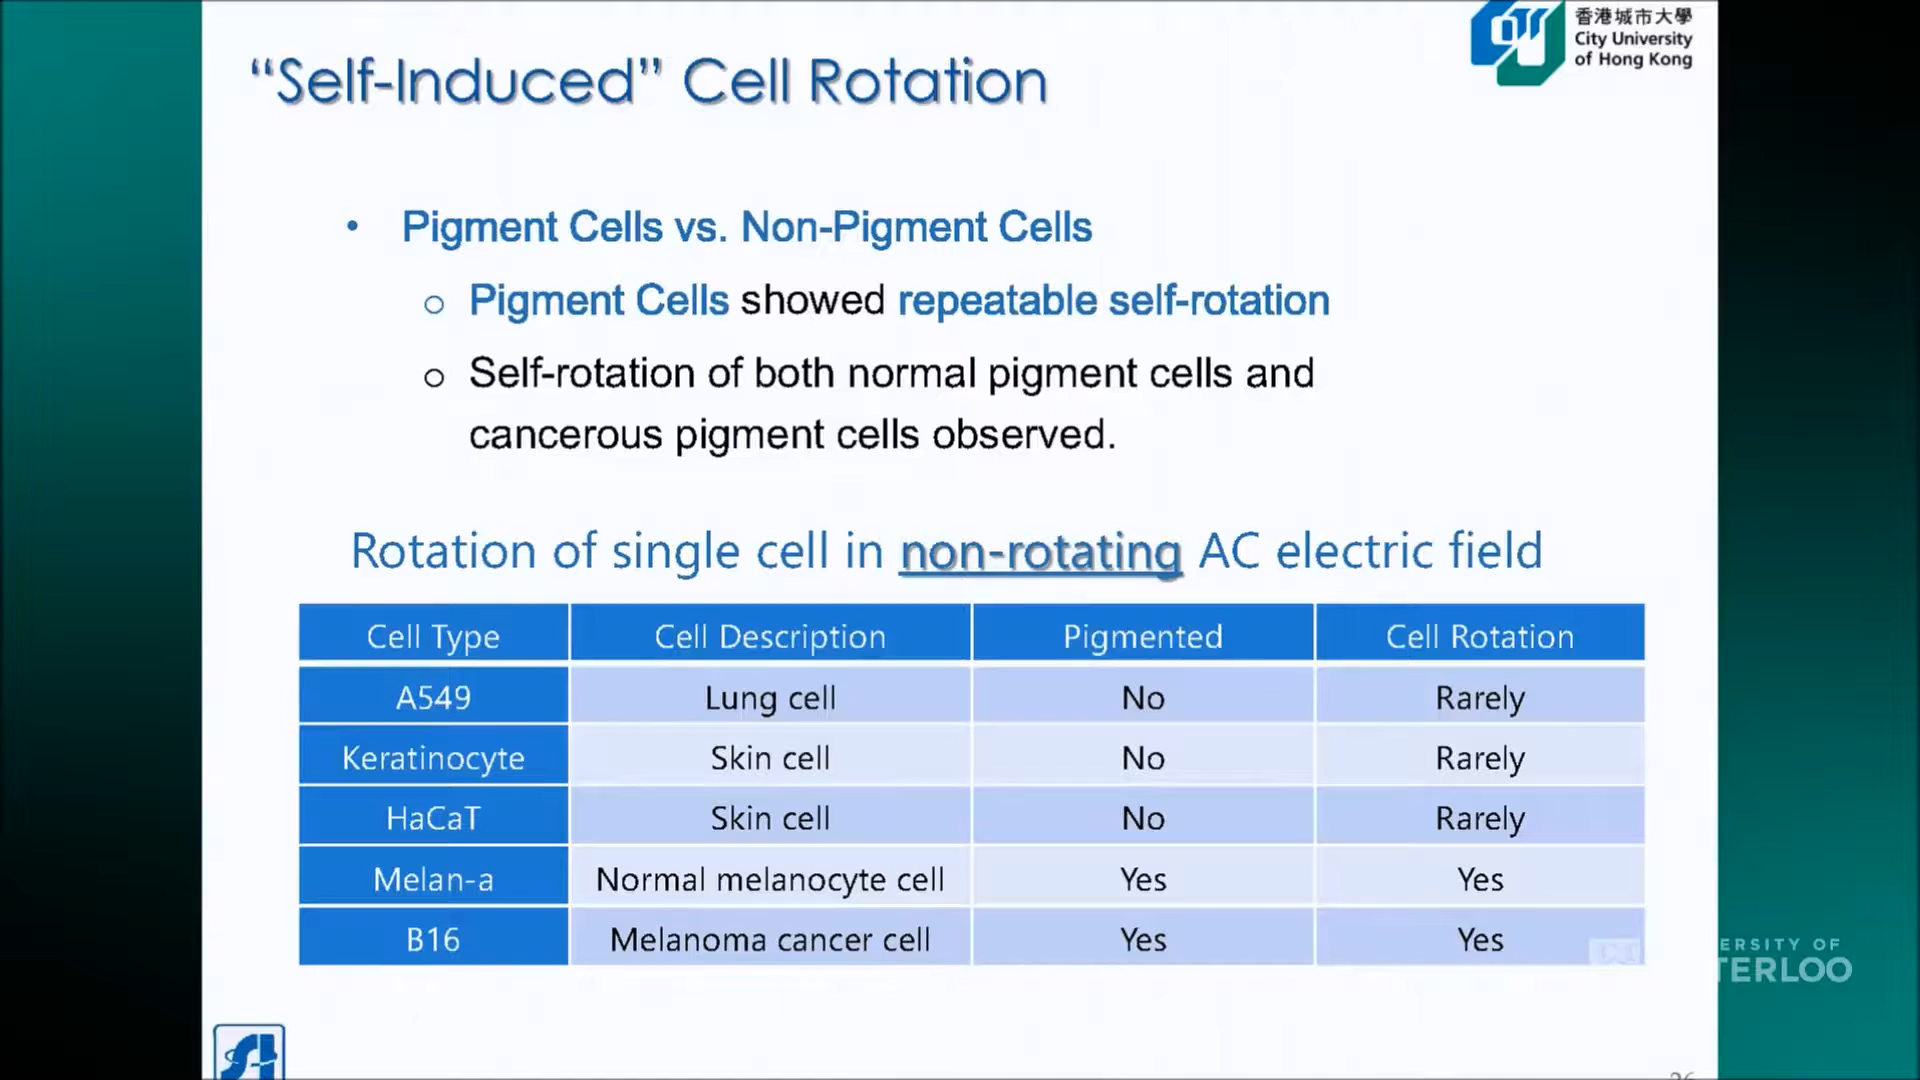 香港城市大學
City University
of Hong Kong
“Self-Induced” Cell Rotation
• Pigment Cells vs. Non-Pigment Cells
o Pigment Cells showed repeatable self-rotation
o Self-rotation of both normal pigment cells and
cancerous pigment cells observed.
Rotation of single cell in non-rotating AC electric field
Cell Type Cell Description Pigmented Cell Rotation
A549 Lung cell No Rarely
Keratinocyte Skin cell No Rarely
HaCaT Skin cell No Rarely
Melan-a Normal melanocyte cell Yes Yes
B16 Melanoma cancer cell Yes Yes
ERSITY OF
TERLOO